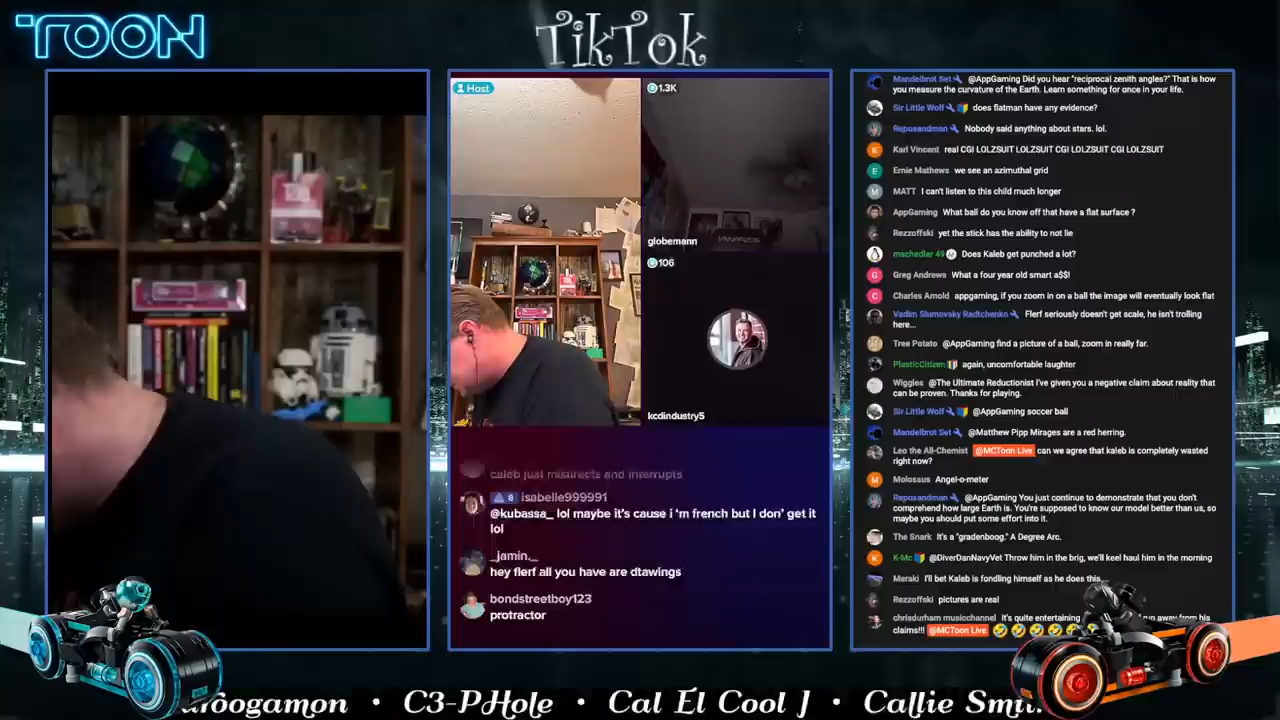 TOON
TikTok
Host
1.3K
globemann
106
kcdindustry5
caleb just misdirects and interrupts
8 isabelle999991
@kubassa_ lol maybe it's cause i 'm french but I don' get it
lol
_jamin._
hey flerf all you have are dtawings
bondstreetboy123
protractor
Mandelbrot Set @AppGaming Did you hear "reciprocal zenith angles?" That is how
you measure the curvature of the Earth. Learn something for once in your life.
Sir Little Wolf does flatman have any evidence?
Reposandman Nobody said anything about stars. lol.
Karl Vincent real CGI LOLZSUIT LOLZSUIT CGI LOLZSUIT CGI LOLZSUIT
Ernie Mathews we see an azimuthal grid
MATT I can't listen to this child much longer
AppGaming What ball do you know off that have a flat surface ?
Rezzoffski yet the stick has the ability to not lie
mschedler 49 Does Kaleb get punched a lot?
Greg Andrews What a four year old smart a$$!
Charles Arnold appgaming, if you zoom in on a ball the image will eventually look flat
Vadim Slumovsky Radtchenko Flerf seriously doesn't get scale, he isn't trolling
here...
Tree Potato @AppGaming find a picture of a ball, zoom in really far.
PlasticCitizen again, uncomfortable laughter
Wiggles @The Ultimate Reductionist I've given you a negative claim about reality that
can be proven. Thanks for playing.
Sir Little Wolf @AppGaming soccer ball
Mandelbrot Set @Matthew Pipp Mirages are a red herring.
Leo the All-Chemist @MCToon Live can we agree that kaleb is completely wasted
right now?
Molossus Angel-o-meter
Reposandman @AppGaming You just continue to demonstrate that you don't
comprehend how large Earth is. You're supposed to know our model better than us, so
maybe you should put some effort into it.
The Snark It's a "gradenboog." A Degree Arc.
K-Mc @DiverDanNavyVet Throw him in the brig, we'll keel haul him in the morning
Meraki I'll bet Kaleb is fondling himself as he does this....
Rezzoffski pictures are real
chrisdurham musicchannel It's quite entertaining run away from his
claims!!! @MCToon Live
oogamon • C3-PHole • Cal El Cool J • Callie Smi